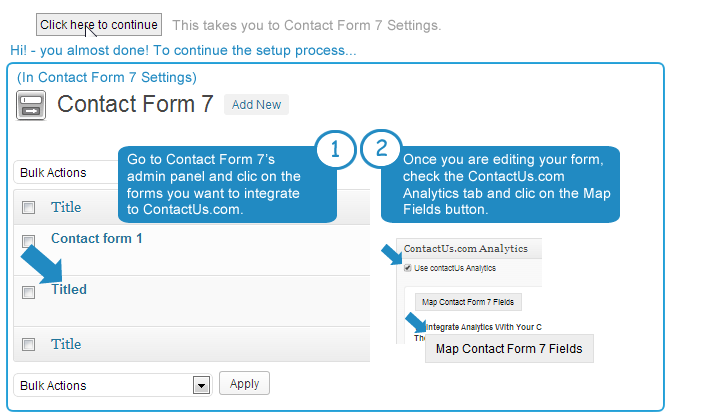 Click here to continue
This takes you to Contact Form 7 Settings.
Hi! - you almost done! To continue the setup process...
(In Contact Form 7 Settings)
Contact Form 7
Add New
1
Go to Contact Form 7's
admin panel and clic on the
forms you want to integrate
to ContactUs.com.
2
Once you are editing your form,
check the ContactUs.com
Analytics tab and clic on the Map
Fields button.
Bulk Actions
Title
Contact form 1
Titled
Title
Bulk Actions
Apply
ContactUs.com Analytics
Use contactUs Analytics
Map Contact Form 7 Fields
Integrate Analytics With Your C
The
Map Contact Form 7 Fields